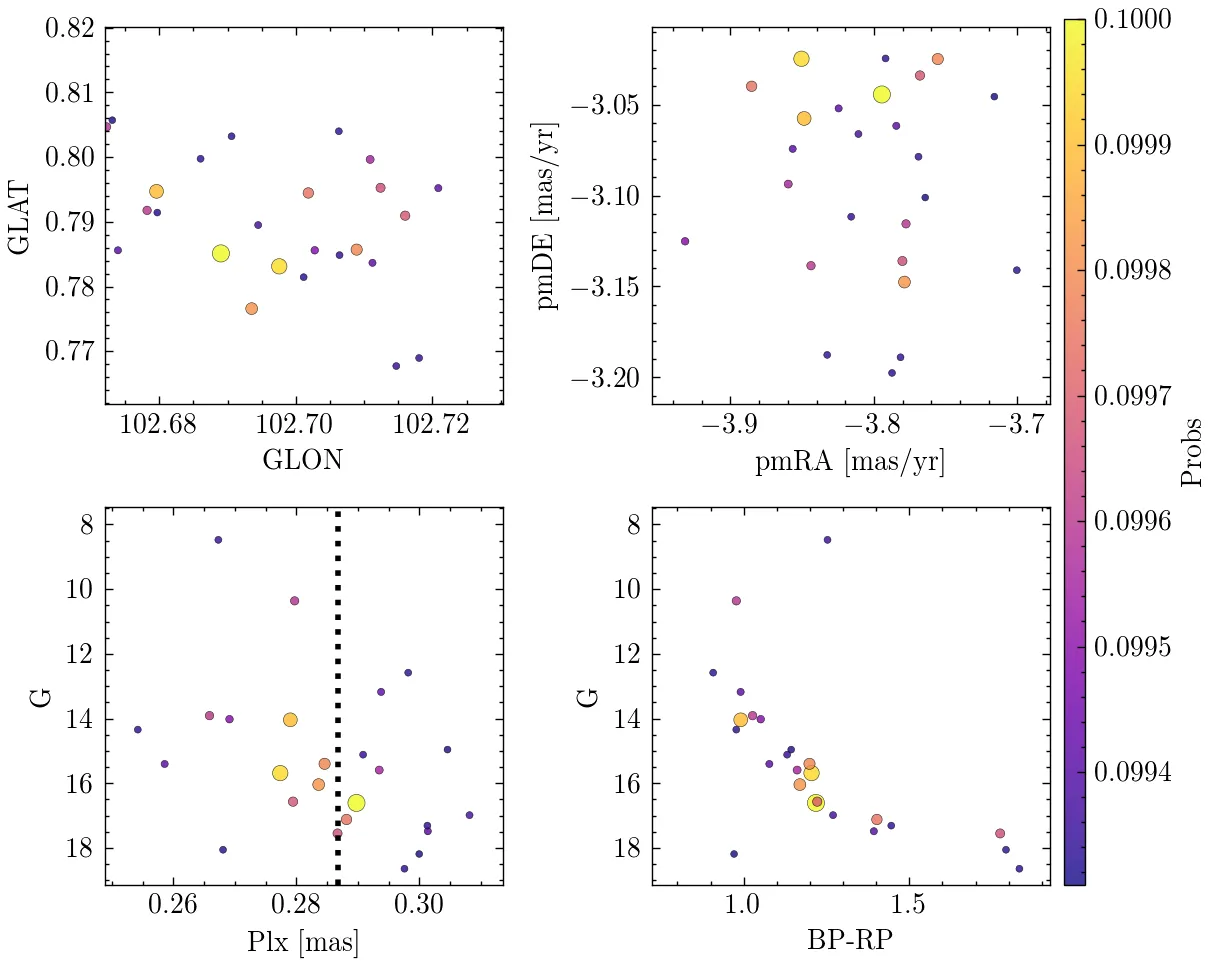 0.82
0.81
0.80
0.79
0.78
0.77
GLAT
102.68 102.70 102.72
GLON
−3.05
−3.10
−3.15
−3.20
pmDE [mas/yr]
−3.9 −3.8 −3.7
pmRA [mas/yr]
8
10
12
14
16
18
G
0.26 0.28 0.30
Plx [mas]
8
10
12
14
16
18
G
1.0 1.5
BP-RP
0.1000
0.0999
0.0998
0.0997
0.0996
0.0995
0.0994
Probs